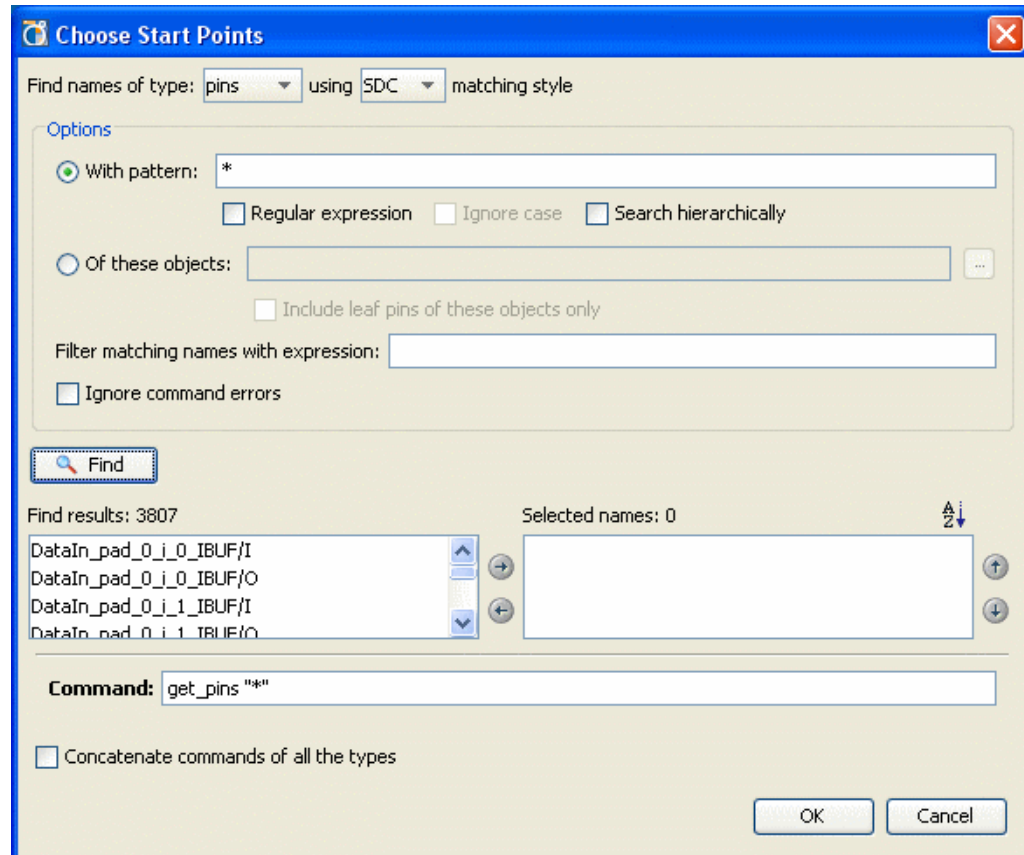 Choose Start Points
Find names of type: pins using SDC matching style
Options
With pattern: *
Regular expression Ignore case Search hierarchically
Of these objects: ...
Include leaf pins of these objects only
Filter matching names with expression:
Ignore command errors
Find
Find results: 3807 Selected names: 0 AZ
DataIn_pad_0_i_0_IBUF/I
DataIn_pad_0_i_0_IBUF/O
DataIn_pad_0_i_1_IBUF/I
DataIn_pad_0_i_1_IBUF/O
Command: get_pins "*"
Concatenate commands of all the types
OK Cancel